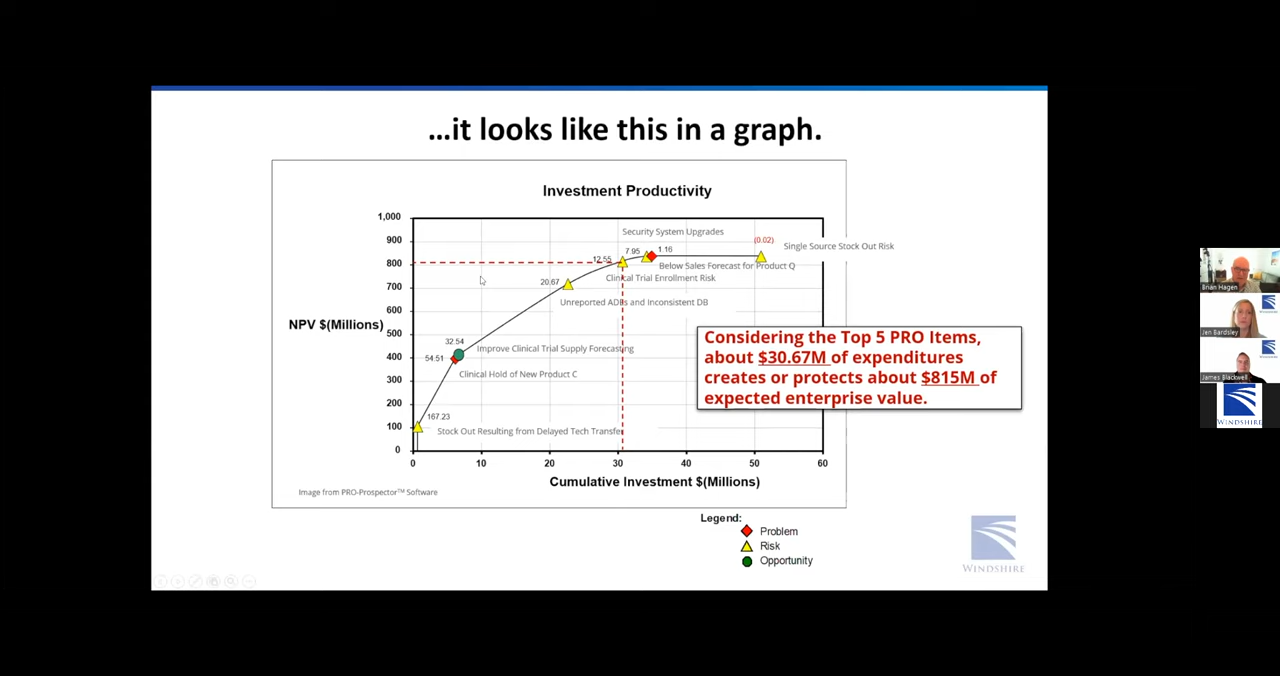 …it looks like this in a graph.
Investment Productivity
1,000
900
800
700
600
500
400
300
200
100
0
NPV $(Millions)
Security System Upgrades
(0.02)
Single Source Stock Out Risk
7.95
1.16
12.55
Below Sales Forecast for Product Q
Clinical Trial Enrollment Risk
20.67
Unreported ADEs and Inconsistent DB
32.54
Improve Clinical Trial Supply Forecasting
54.51
Clinical Hold of New Product C
167.23
Stock Out Resulting from Delayed Tech Transfer
0 10 20 30 40 50 60
Cumulative Investment $(Millions)
Image from PRO-Prospector™ Software
Considering the Top 5 PRO Items,
about $30.67M of expenditures
creates or protects about $815M of
expected enterprise value.
Legend:
Problem
Risk
Opportunity
WINDSHIRE
Brian Hagen
Jen Bardsley
James Blackwell
WINDSHIRE